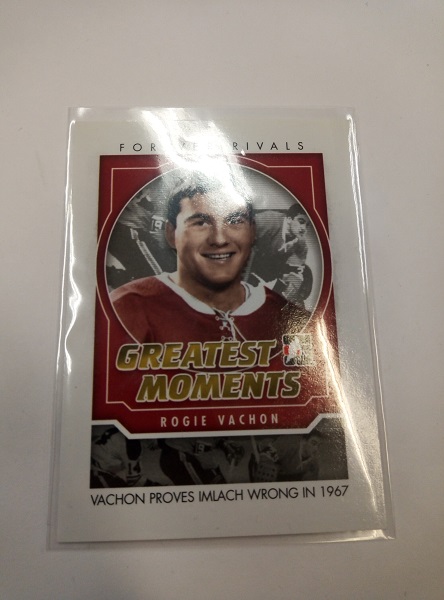 RIVALS
GREATEST
MOMENTS
ROGIE VACHON
VACHON PROVES IMLACH WRONG IN 1967